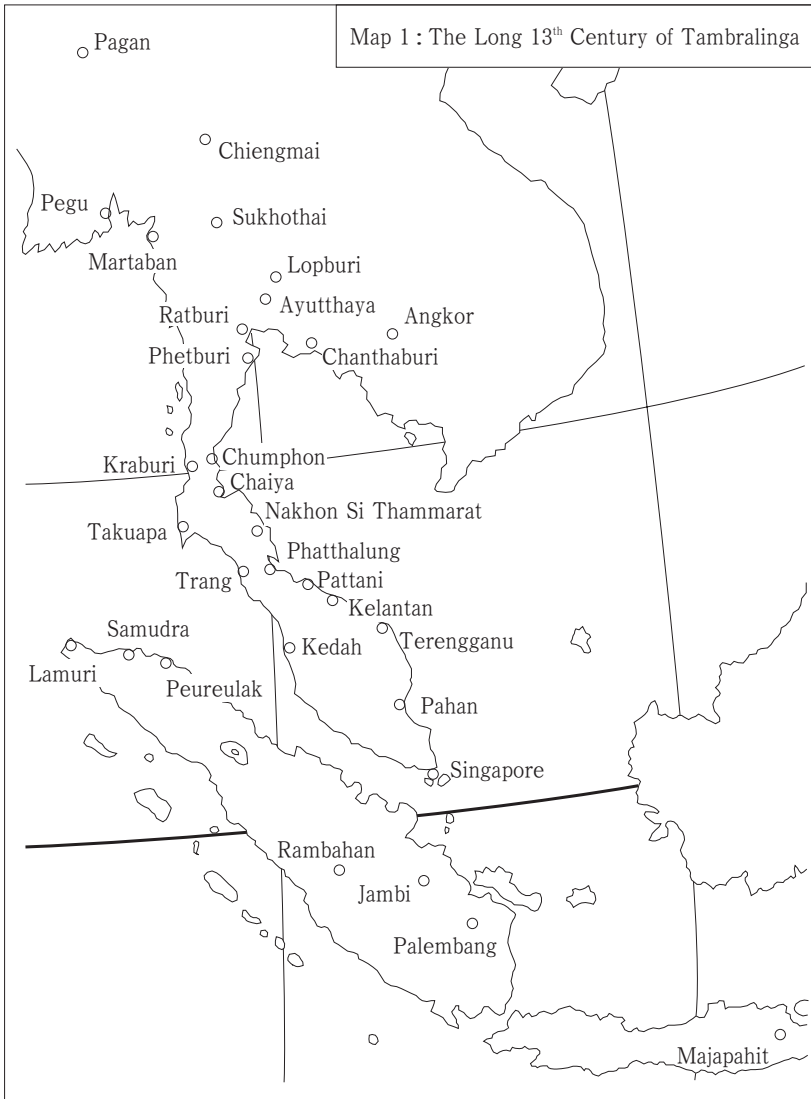 Map 1 : The Long 13th Century of Tambralinga
Pagan
Chiengmai
Pegu
Sukhothai
Martaban
Lopburi
Ayutthaya
Ratburi
Angkor
Phetburi
Chanthaburi
Chumphon
Kraburi
Chaiya
Nakhon Si Thammarat
Takuapa
Phatthalung
Trang
Pattani
Kelantan
Samudra
Terengganu
Kedah
Lamuri
Peureulak
Pahan
Singapore
Rambahan
Jambi
Palembang
Majapahit